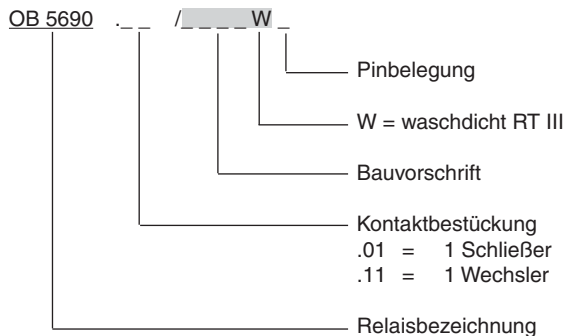 OB 5690 ._ _ /_ _ _ _ W _
Pinbelegung
W = waschdicht RT III
Bauvorschrift
Kontaktbestückung
.01 = 1 Schließer
.11 = 1 Wechsler
Relaisbezeichnung